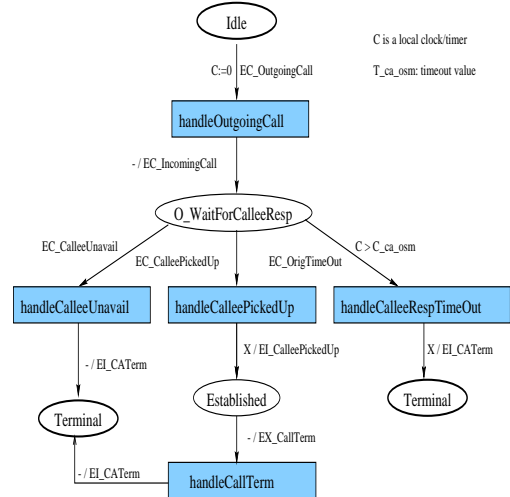 Idle
C is a local clock/timer
C:=0 EC_OutgoingCall
T_ca_osm: timeout value
handleOutgoingCall
- / EC_IncomingCall
O_WaitForCalleeResp
EC_CalleeUnavail
C > C_ca_osm
EC_CalleePickedUp
EC_OrigTimeOut
handleCalleeUnavail
handleCalleePickedUp
handleCalleeRespTimeOut
- / EI_CATerm
X / EI_CalleePickedUp
X / EI_CATerm
Terminal
Established
Terminal
- / EX_CallTerm
- / EI_CATerm
handleCallTerm